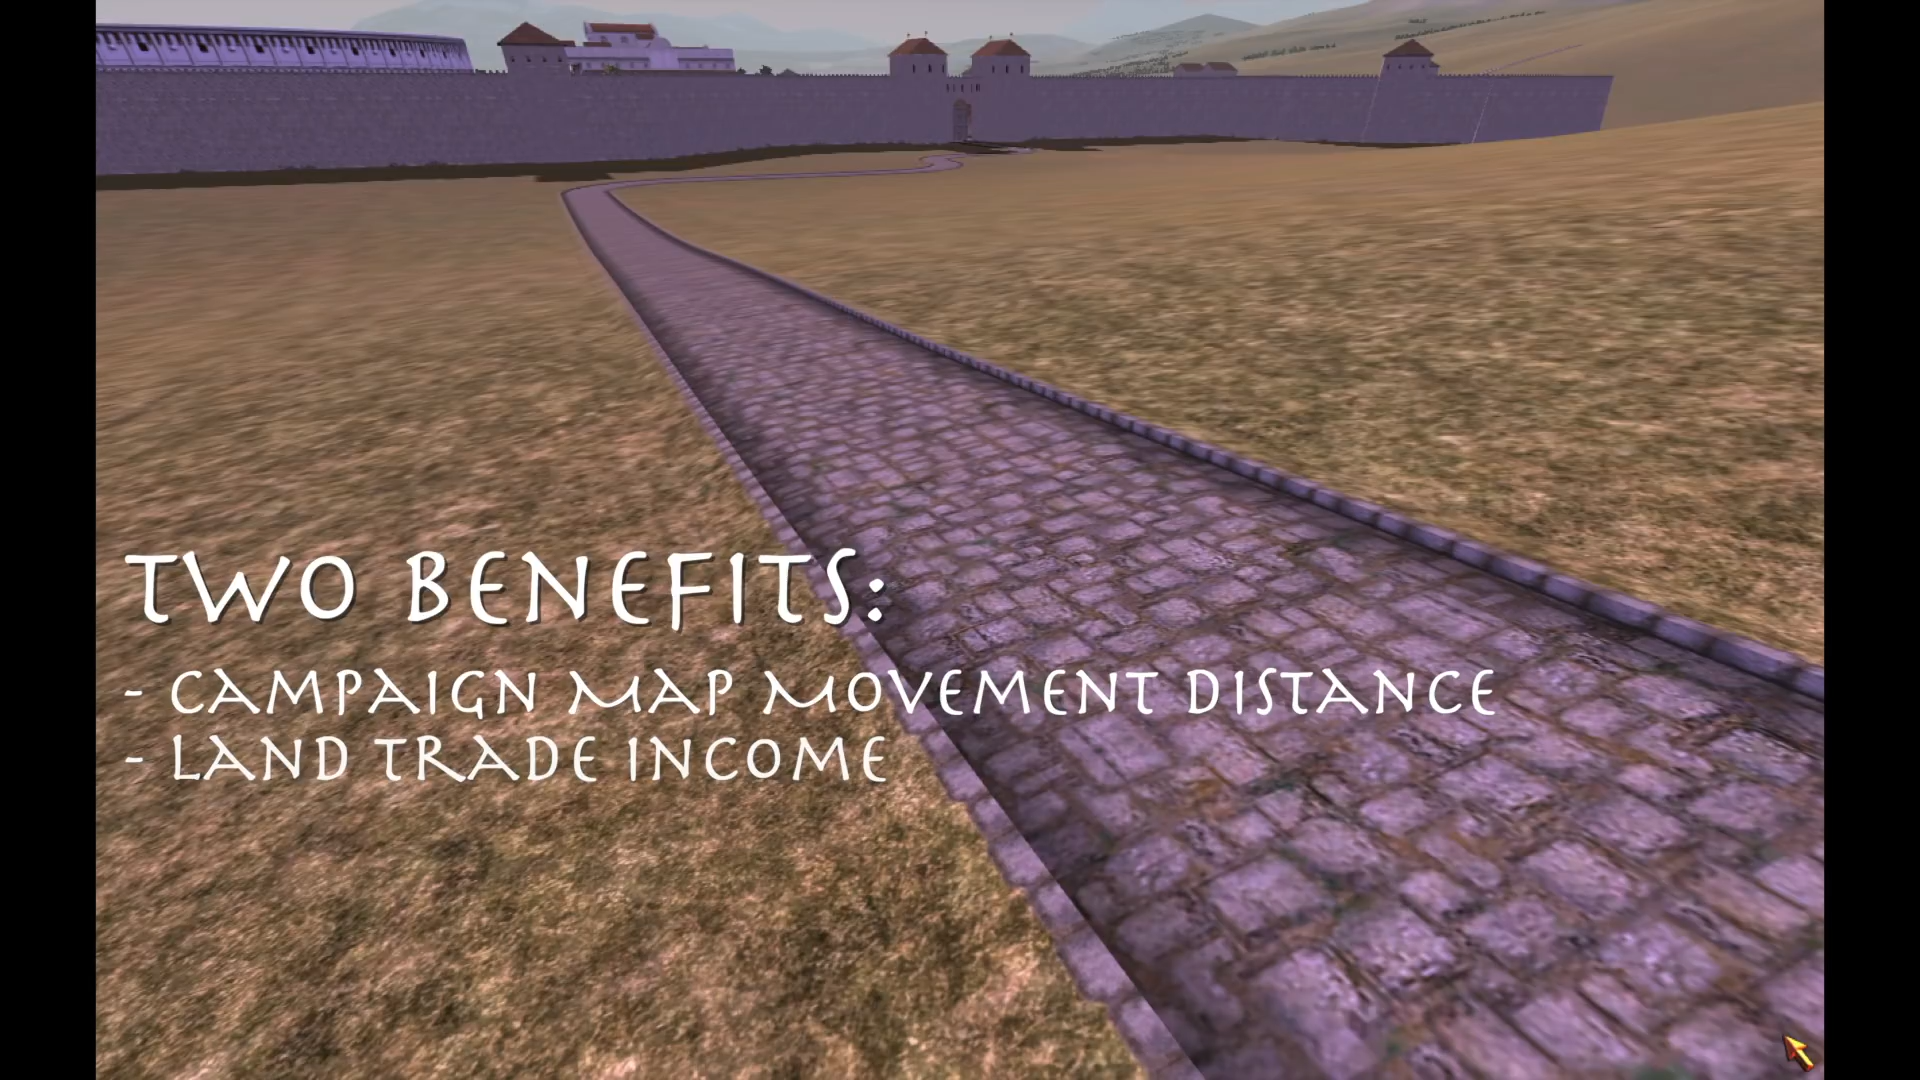 TWO BENEFITS:
- CAMPAIGN MAP MOVEMENT DISTANCE
- LAND TRADE INCOME